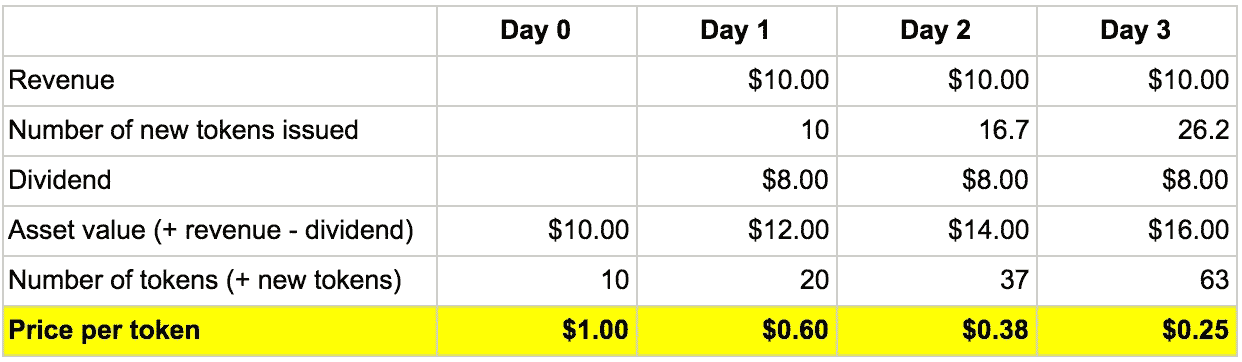 Day 0 Day 1 Day 2 Day 3
Revenue $10.00 $10.00 $10.00
Number of new tokens issued 10 16.7 26.2
Dividend $8.00 $8.00 $8.00
Asset value (+ revenue - dividend) $10.00 $12.00 $14.00 $16.00
Number of tokens (+ new tokens) 10 20 37 63
Price per token $1.00 $0.60 $0.38 $0.25